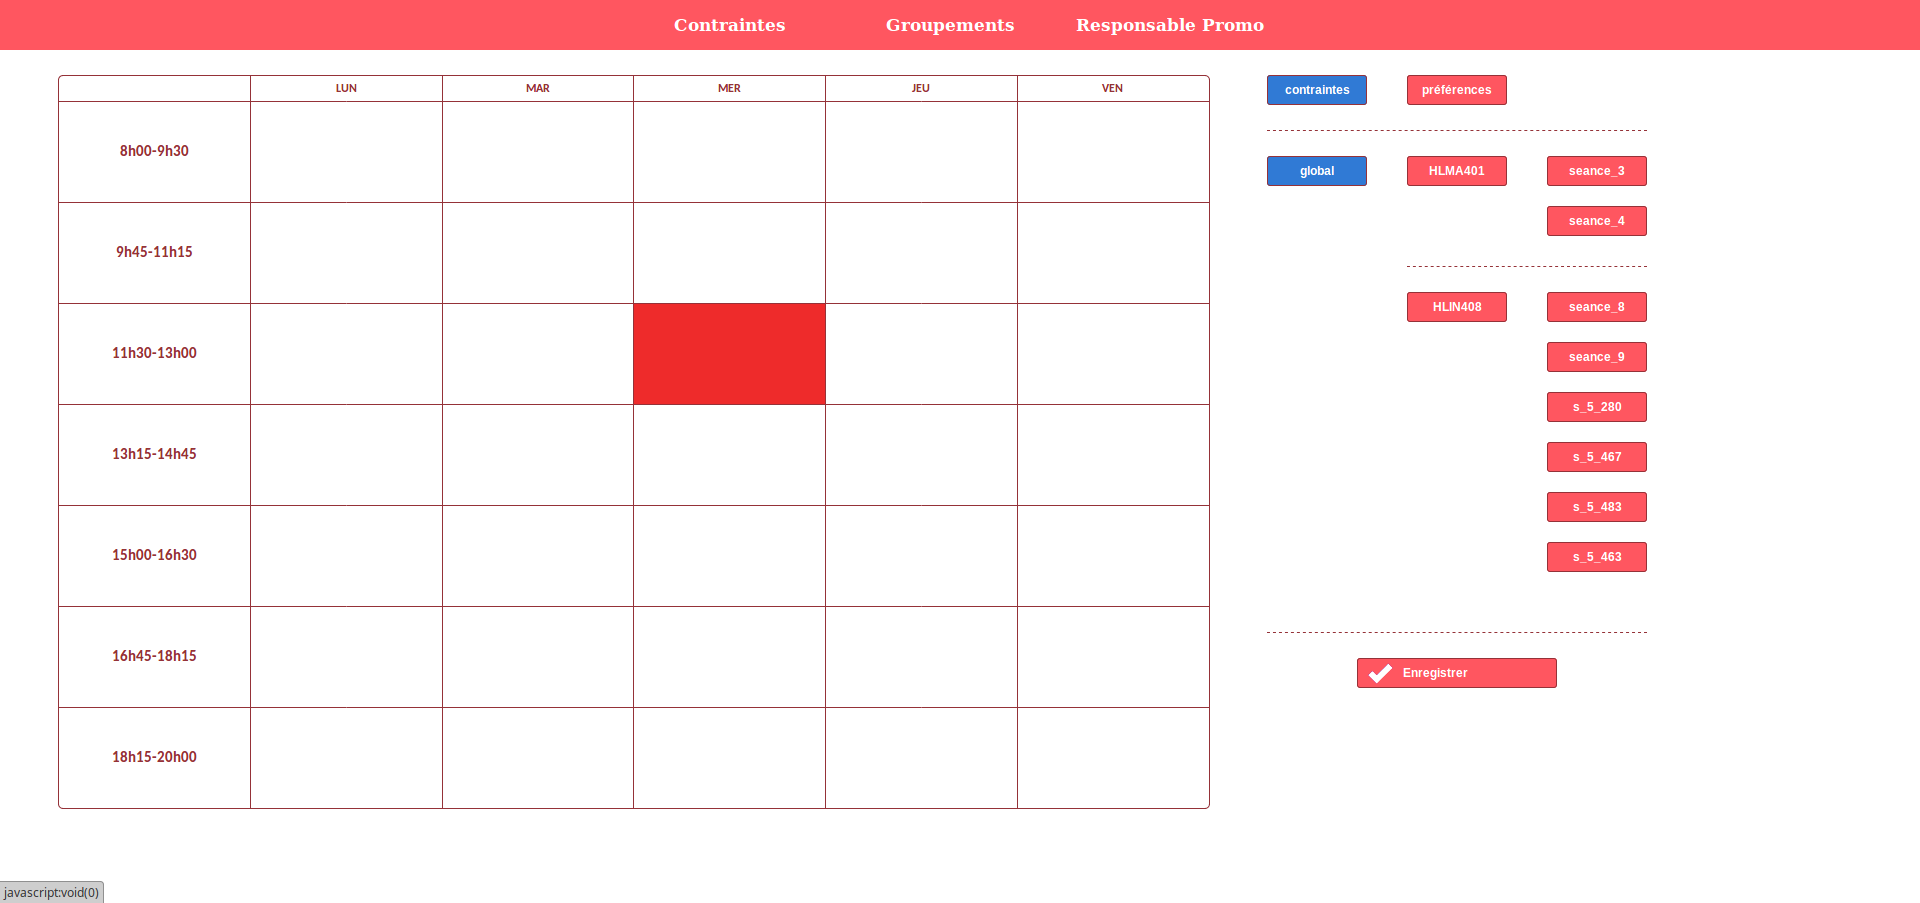 Contraintes Groupements Responsable Promo
LUN MAR MER JEU VEN
8h00-9h30
9h45-11h15
11h30-13h00
13h15-14h45
15h00-16h30
16h45-18h15
18h15-20h00
contraintes préférences
global HLMA401 seance_3
seance_4
HLIN408 seance_8
seance_9
s_5_280
s_5_467
s_5_483
s_5_463
Enregistrer
javascript:void(0)